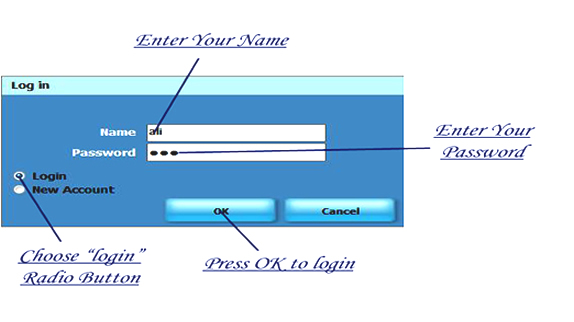 Enter Your Name
Log in
Name ali
Password
Enter Your
Password
Login
New Account
OK Cancel
Choose “login”
Radio Button
Press OK to login